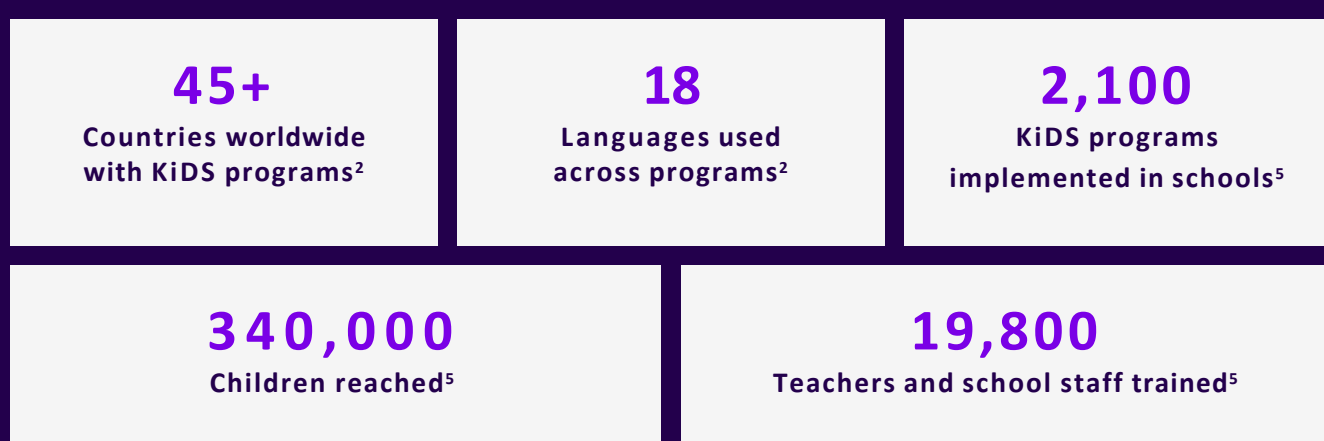 45+
Countries worldwide
with KiDS programs²
18
Languages used
across programs²
2,100
KiDS programs
implemented in schools⁵
340,000
Children reached⁵
19,800
Teachers and school staff trained⁵